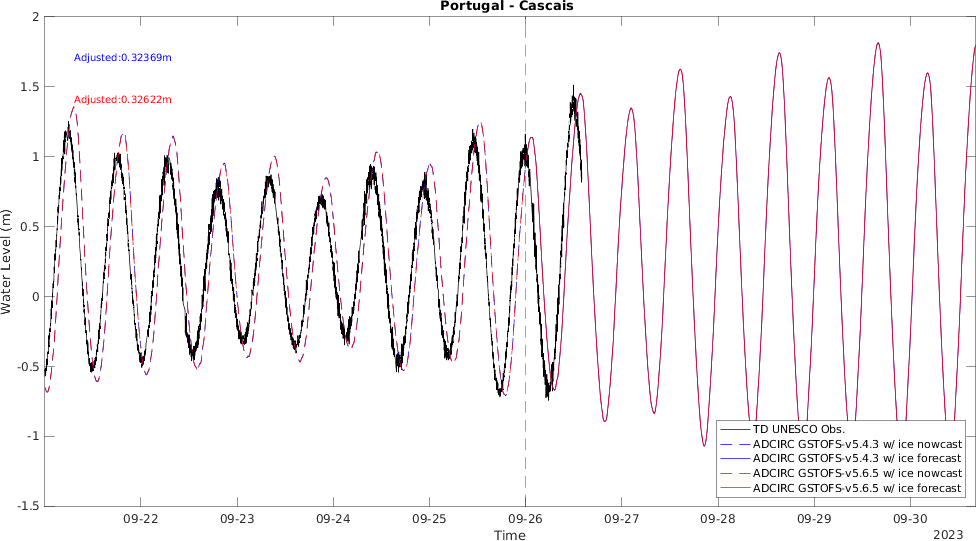 Portugal - Cascais
2
1.5
1
0.5
0
-0.5
-1
-1.5
Water Level (m)
Adjusted:0.32369m
Adjusted:0.32622m
TD UNESCO Obs.
ADCIRC GSTOFS-v5.4.3 w/ ice nowcast
ADCIRC GSTOFS-v5.4.3 w/ ice forecast
ADCIRC GSTOFS-v5.6.5 w/ ice nowcast
ADCIRC GSTOFS-v5.6.5 w/ ice forecast
09-22 09-23 09-24 09-25 09-26 09-27 09-28 09-29 09-30
Time
2023